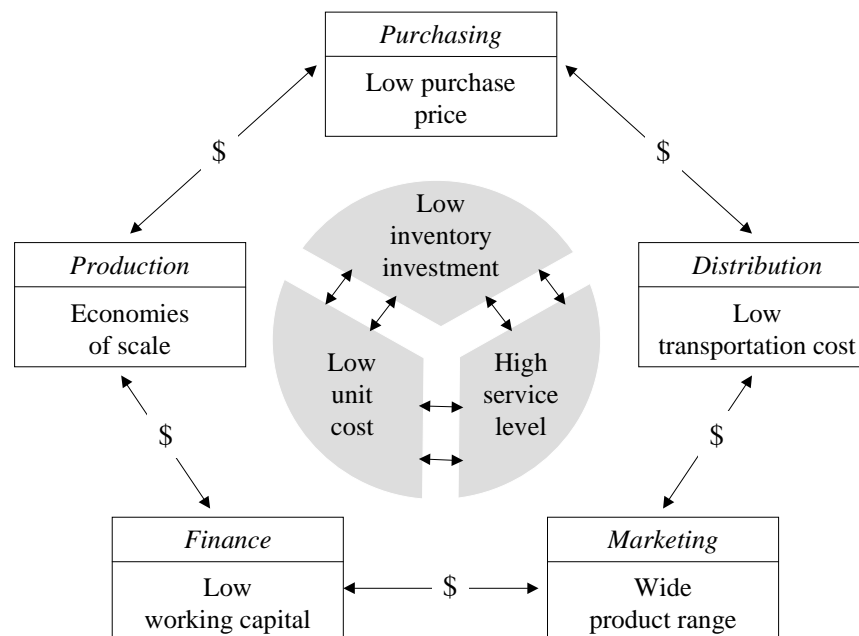 Purchasing
Low purchase
price
$
$
Low
inventory
investment
Production
Economies
of scale
Distribution
Low
transportation cost
Low
unit
cost
High
service
level
$
$
Finance
Low
working capital
$
Marketing
Wide
product range